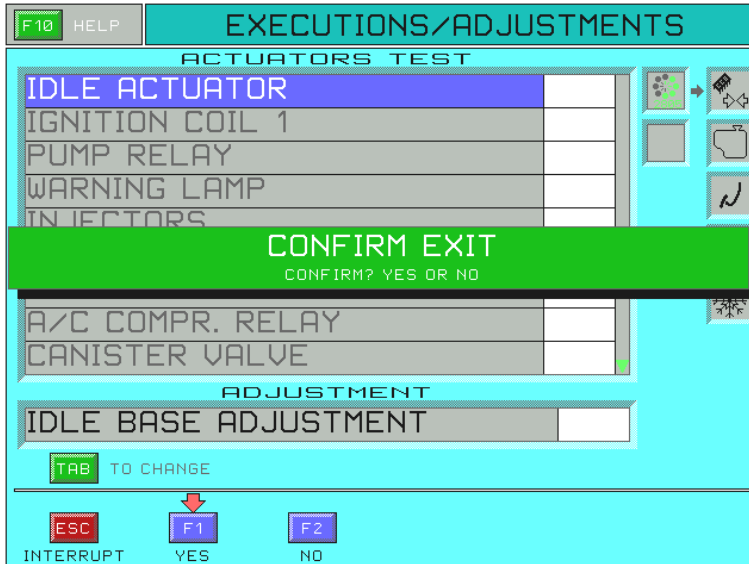 F10 HELP EXECUTIONS/ADJUSTMENTS
ACTUATORS TEST
IDLE ACTUATOR
IGNITION COIL 1
PUMP RELAY
WARNING LAMP
INJECTORS
CONFIRM EXIT
CONFIRM? YES OR NO
A/C COMPR. RELAY
CANISTER VALVE
ADJUSTMENT
IDLE BASE ADJUSTMENT
TAB TO CHANGE
ESC F1 F2
INTERRUPT YES NO